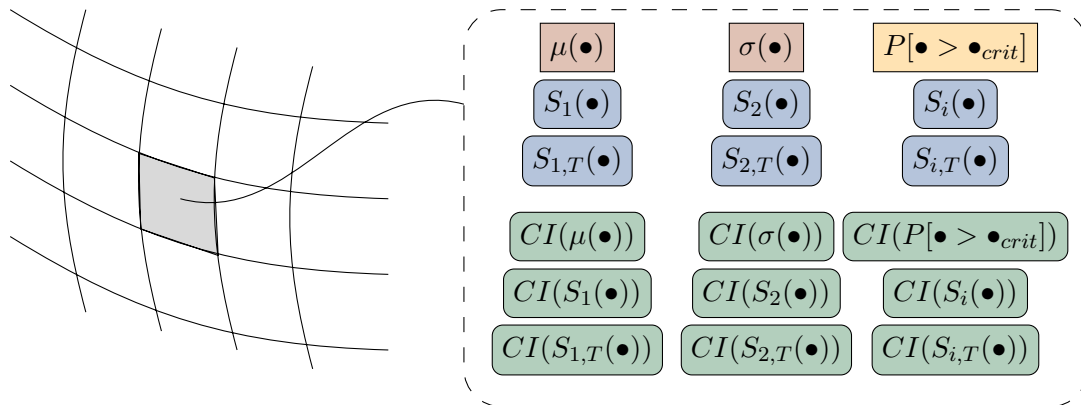 μ(●) σ(●) P[● > ●_crit]
S_1(●) S_2(●) S_i(●)
S_{1,T}(●) S_{2,T}(●) S_{i,T}(●)
CI(μ(●)) CI(σ(●)) CI(P[● > ●_crit])
CI(S_1(●)) CI(S_2(●)) CI(S_i(●))
CI(S_{1,T}(●)) CI(S_{2,T}(●)) CI(S_{i,T}(●))